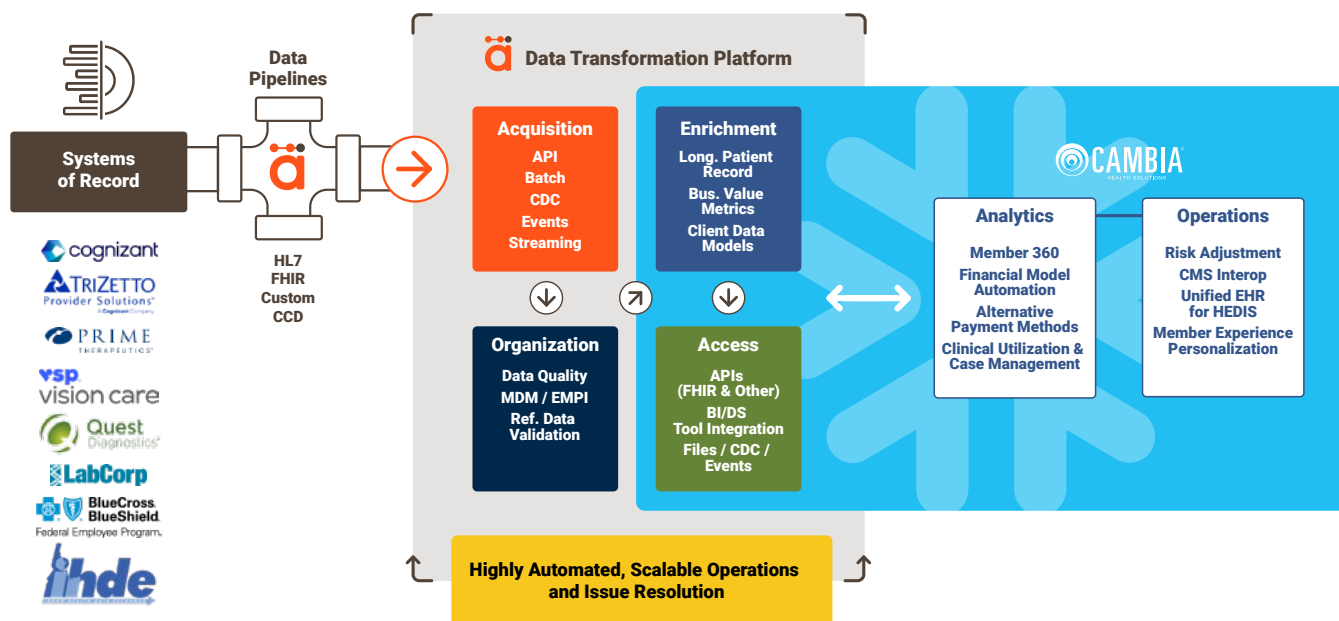 Data
Pipelines
Systems
of Record
HL7
FHIR
Custom
CCD
cognizant
TRIZETTO
Provider Solutions
A Cognizant Company
PRIME
THERAPEUTICS
vsp
vision care
Quest
Diagnostics
LabCorp
BlueCross
BlueShield
Federal Employee Program.
ihde
ä Data Transformation Platform
Acquisition
API
Batch
CDC
Events
Streaming
Organization
Data Quality
MDM / EMPI
Ref. Data
Validation
Enrichment
Long. Patient
Record
Bus. Value
Metrics
Client Data
Models
Access
APIs
(FHIR & Other)
BI/DS
Tool Integration
Files / CDC /
Events
Highly Automated, Scalable Operations
and Issue Resolution
CAMBIA
HEALTH SOLUTIONS
Analytics
Member 360
Financial Model
Automation
Alternative
Payment Methods
Clinical Utilization &
Case Management
Operations
Risk Adjustment
CMS Interop
Unified EHR
for HEDIS
Member Experience
Personalization